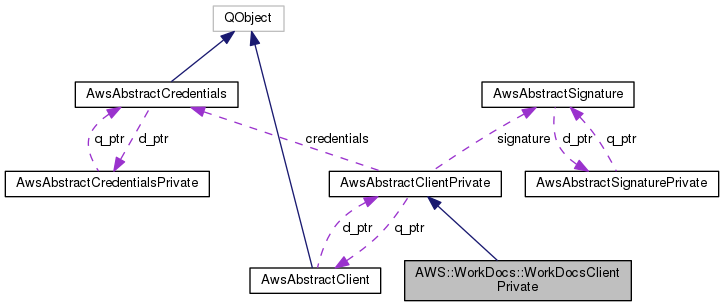 QObject
AwsAbstractCredentials
AwsAbstractSignature
q_ptr
d_ptr
credentials
signature
d_ptr
q_ptr
AwsAbstractCredentialsPrivate
AwsAbstractClientPrivate
AwsAbstractSignaturePrivate
d_ptr
q_ptr
AwsAbstractClient
AWS::WorkDocs::WorkDocsClient
Private